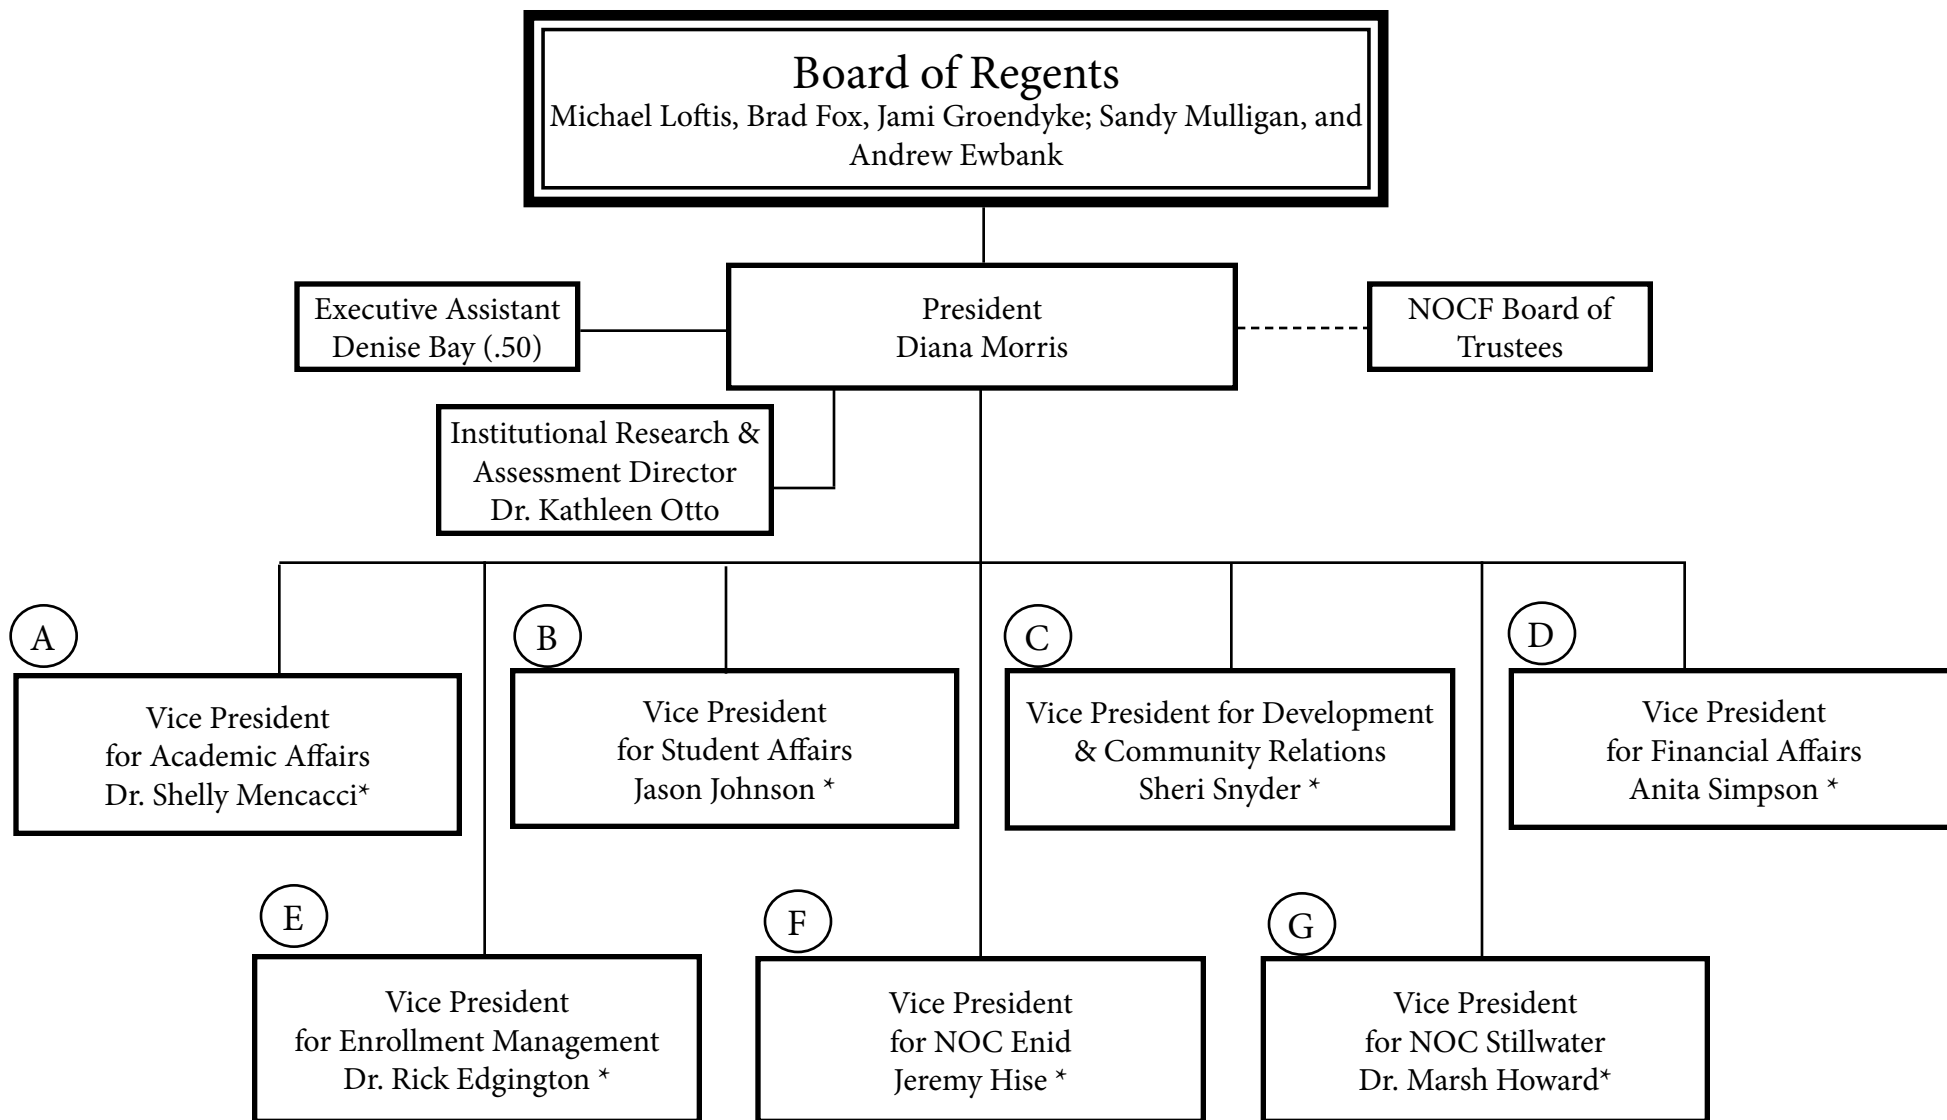 Board of Regents
Michael Loftis, Brad Fox, Jami Groendyke; Sandy Mulligan, and
Andrew Ewbank
Executive Assistant
Denise Bay (.50)
President
Diana Morris
NOCF Board of
Trustees
Institutional Research &
Assessment Director
Dr. Kathleen Otto
A
Vice President
for Academic Affairs
Dr. Shelly Mencacci*
B
Vice President
for Student Affairs
Jason Johnson *
C
Vice President for Development
& Community Relations
Sheri Snyder *
D
Vice President
for Financial Affairs
Anita Simpson *
E
Vice President
for Enrollment Management
Dr. Rick Edgington *
F
Vice President
for NOC Enid
Jeremy Hise *
G
Vice President
for NOC Stillwater
Dr. Marsh Howard*